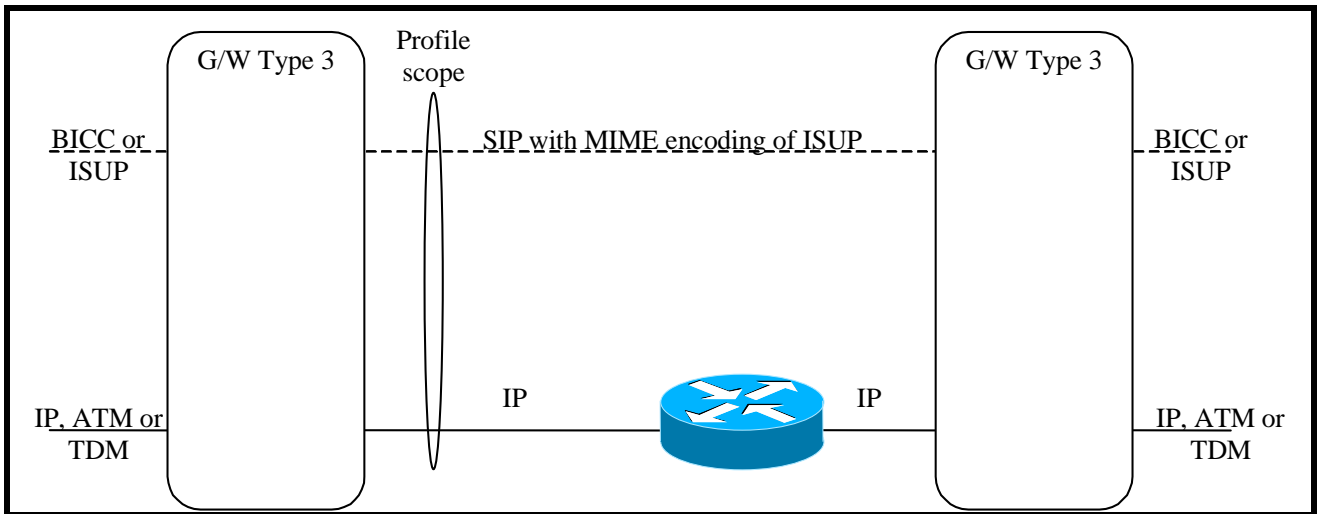 G/W Type 3
Profile
scope
G/W Type 3
BICC or
ISUP
SIP with MIME encoding of ISUP
BICC or
ISUP
IP, ATM or
TDM
IP
IP
IP, ATM or
TDM